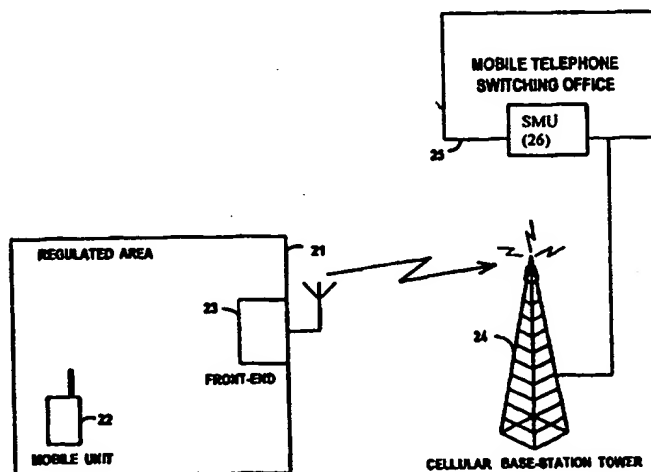 MOBILE TELEPHONE
SWITCHING OFFICE
SMU
(26)
25
REGULATED AREA
21
23
FRONT-END
24
22
MOBILE UNIT
CELLULAR BASE-STATION TOWER